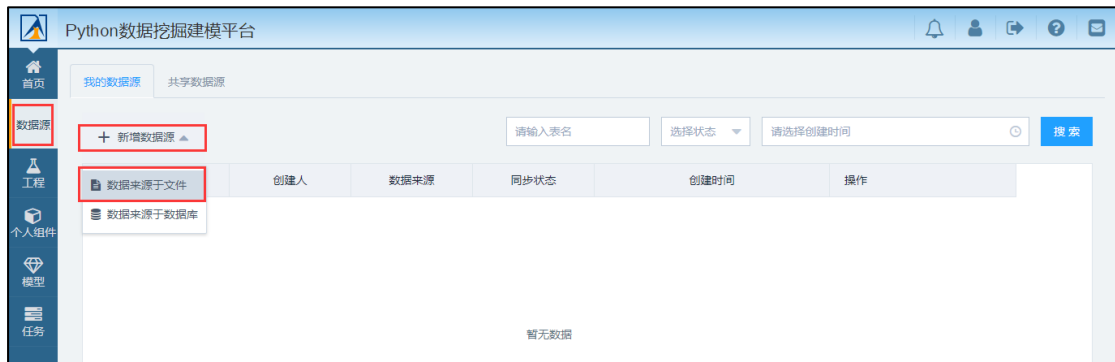 Python数据挖掘建模平台
首页
我的数据源 共享数据源
数据源
+ 新增数据源
请输入表名 选择状态 请选择创建时间 搜索
工程
数据来源于文件
创建人 数据来源 同步状态 创建时间 操作
数据来源于数据库
个人组件
模型
任务
暂无数据